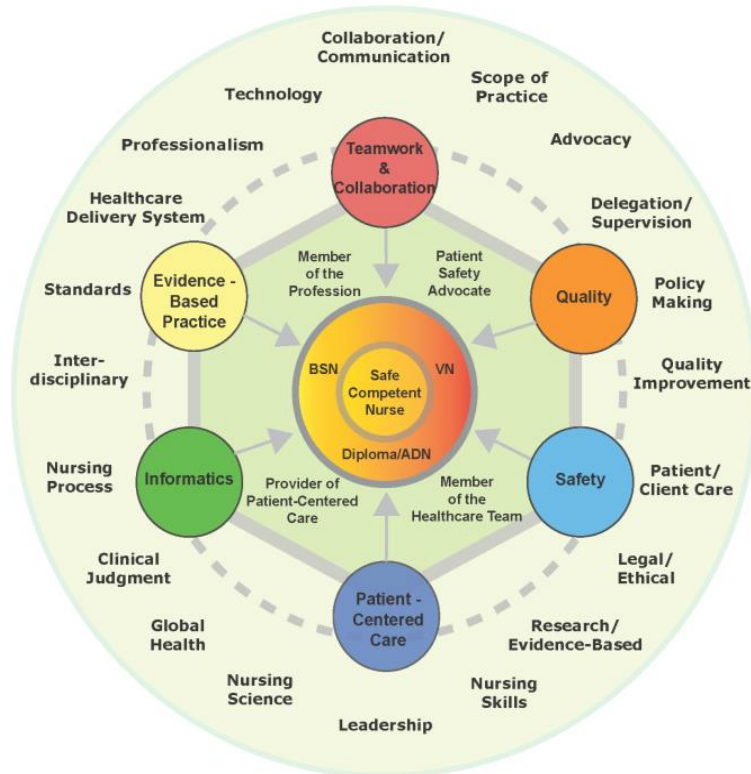 Collaboration/
Communication
Scope of
Practice
Technology
Advocacy
Professionalism
Teamwork
&
Collaboration
Healthcare
Delivery System
Delegation/
Supervision
Member
of the
Profession
Patient
Safety
Advocate
Standards
Evidence -
Based
Practice
Quality
Policy
Making
Inter-
disciplinary
BSN
Safe
Competent
Nurse
VN
Quality
Improvement
Diploma/ADN
Nursing
Process
Informatics
Provider of
Patient-Centered
Care
Member
of the
Healthcare Team
Safety
Patient/
Client Care
Clinical
Judgment
Legal/
Ethical
Patient -
Centered
Care
Global
Health
Research/
Evidence-Based
Nursing
Science
Nursing
Skills
Leadership